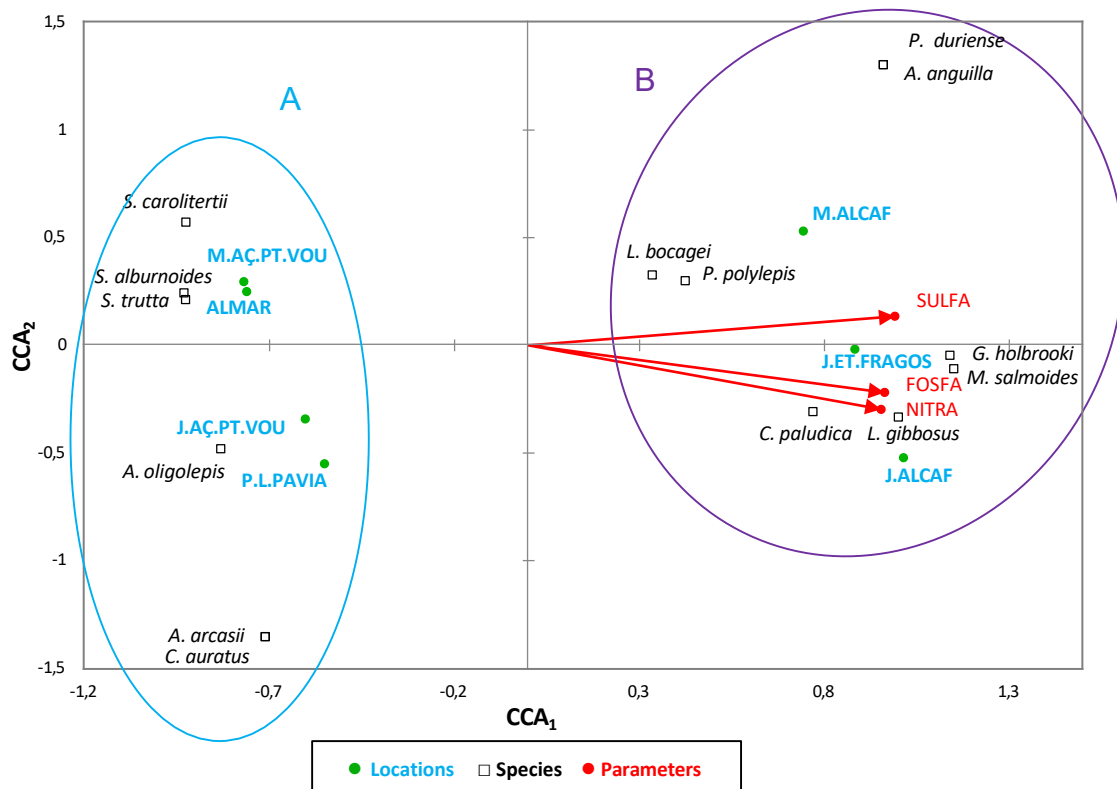 1,5
P. duriense
A. anguilla
B
A
1
S. carolitertii
M.ALCAF
0,5
M.AÇ.PT.VOU
L. bocagei
P. polylepis
S. alburnoides
S. trutta
ALMAR
SULFA
CCA2
0
J.ET.FRAGOS
G. holbrooki
M. salmoides
FOSFA
NITRA
J.AÇ.PT.VOU
C. paludica
L. gibbosus
-0,5
A. oligolepis
P.L.PAVIA
J.ALCAF
-1
A. arcasii
C. auratus
-1,5
-1,2 -0,7 -0,2 0,3 0,8 1,3
CCA1
Locations Species Parameters